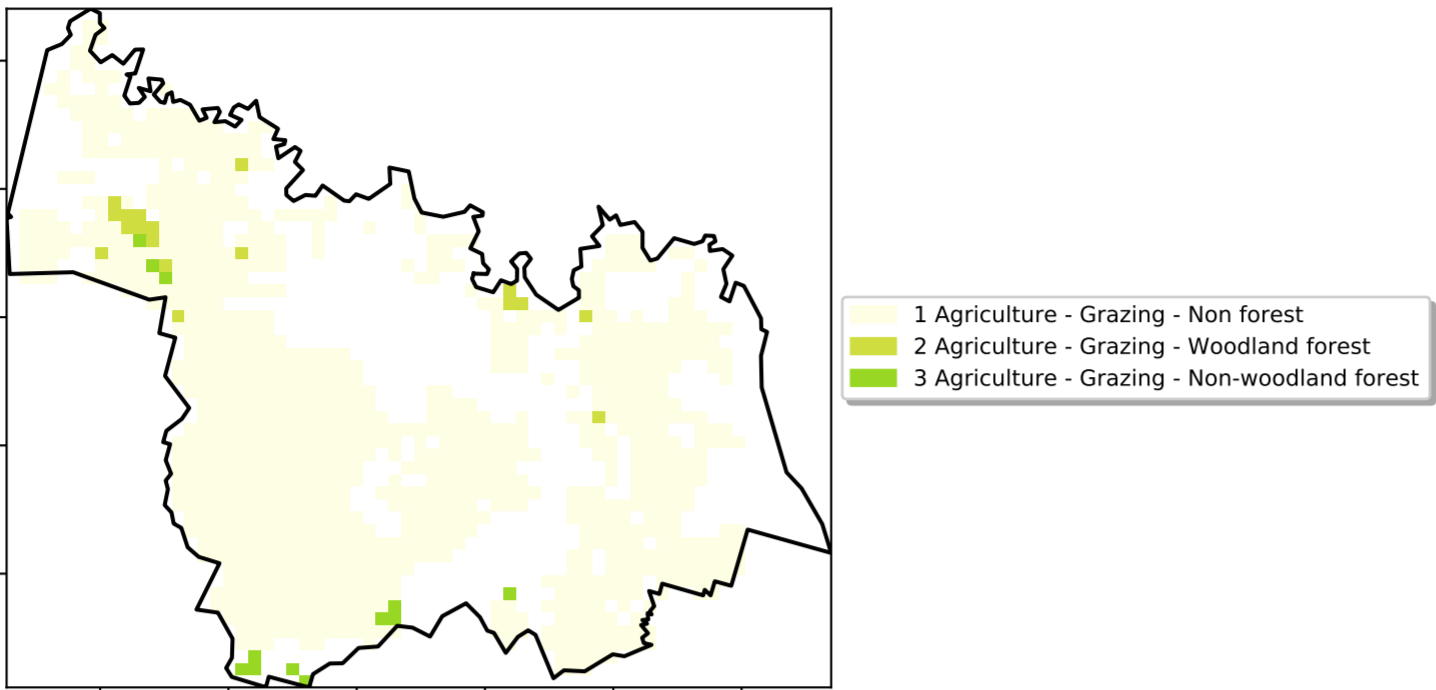 1 Agriculture - Grazing - Non forest
2 Agriculture - Grazing - Woodland forest
3 Agriculture - Grazing - Non-woodland forest